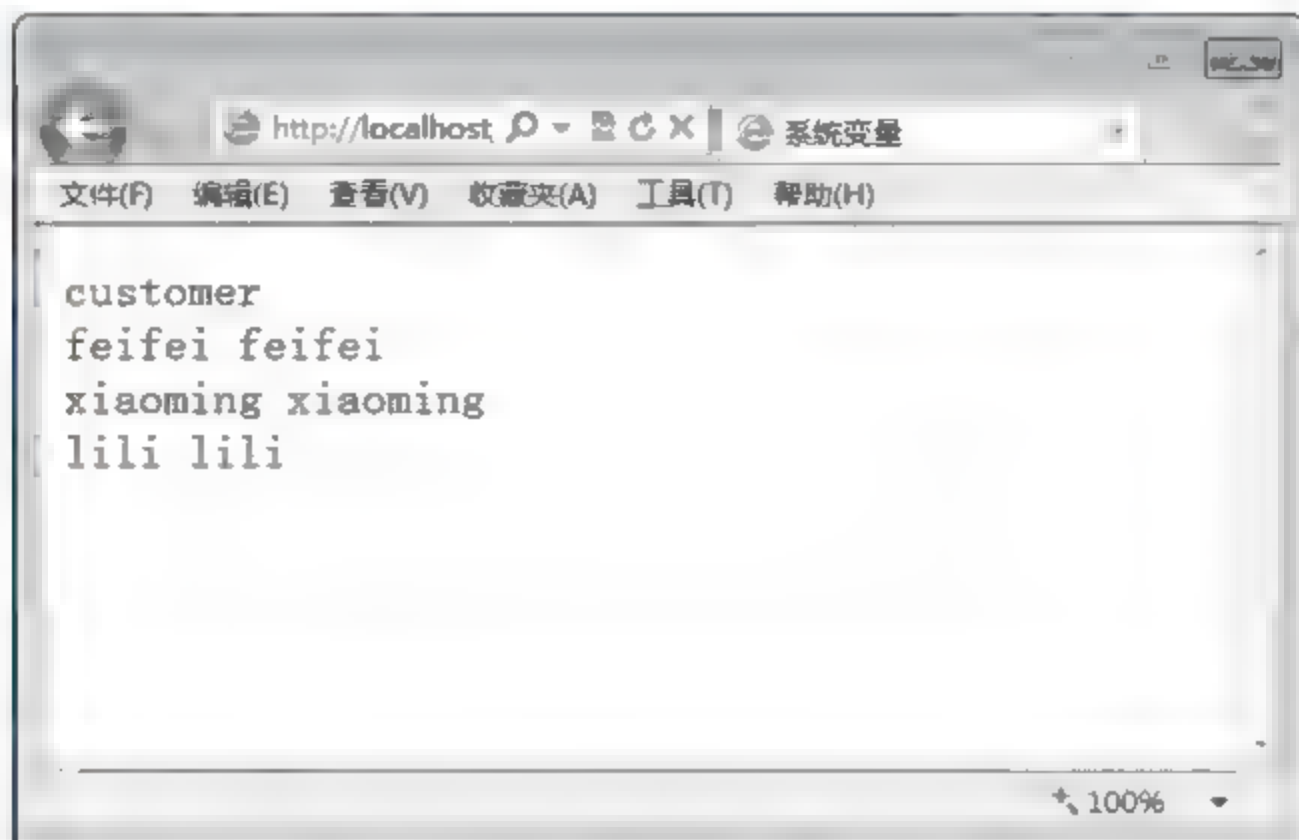 http://localhost 系统变量
文件(F) 编辑(E) 查看(V) 收藏夹(A) 工具(T) 帮助(H)
customer
feifei feifei
xiaoming xiaoming
lili lili
100%